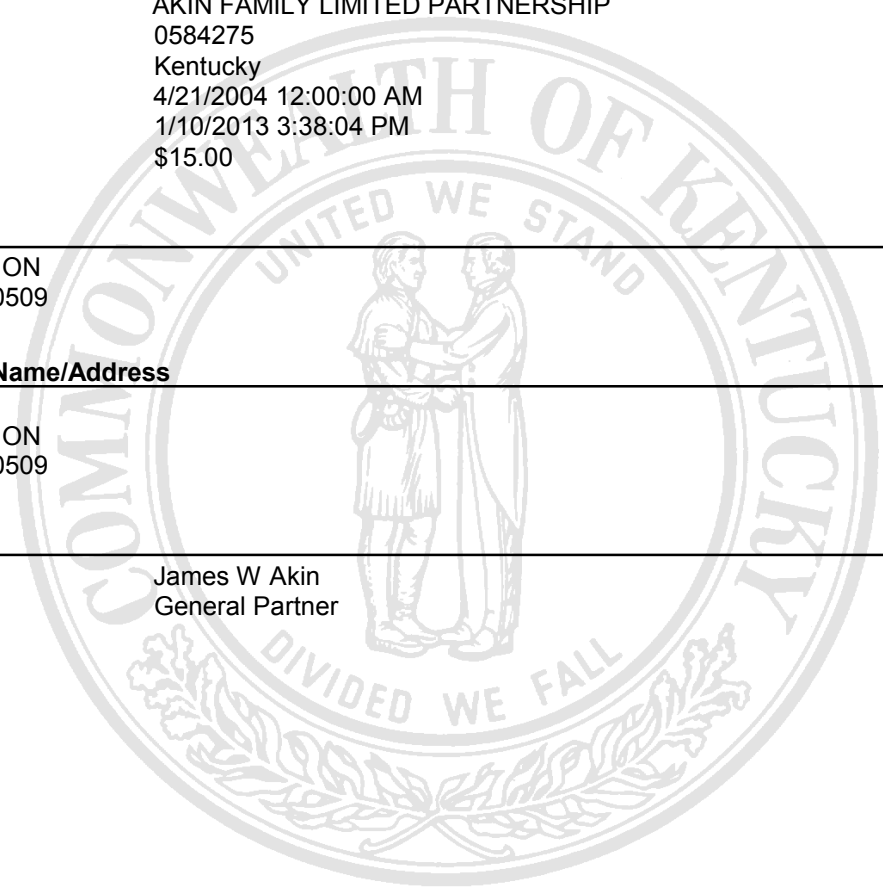 AKIN FAMILY LIMITED PARTNERSHIP
0584275
Kentucky
4/21/2004 12:00:00 AM
1/10/2013 3:38:04 PM
$15.00
COMMONWEALTH OF KENTUCKY
UNITED WE STAND
ON
0509
Name/Address
ON
0509
James W Akin
General Partner
DIVIDED WE FALL